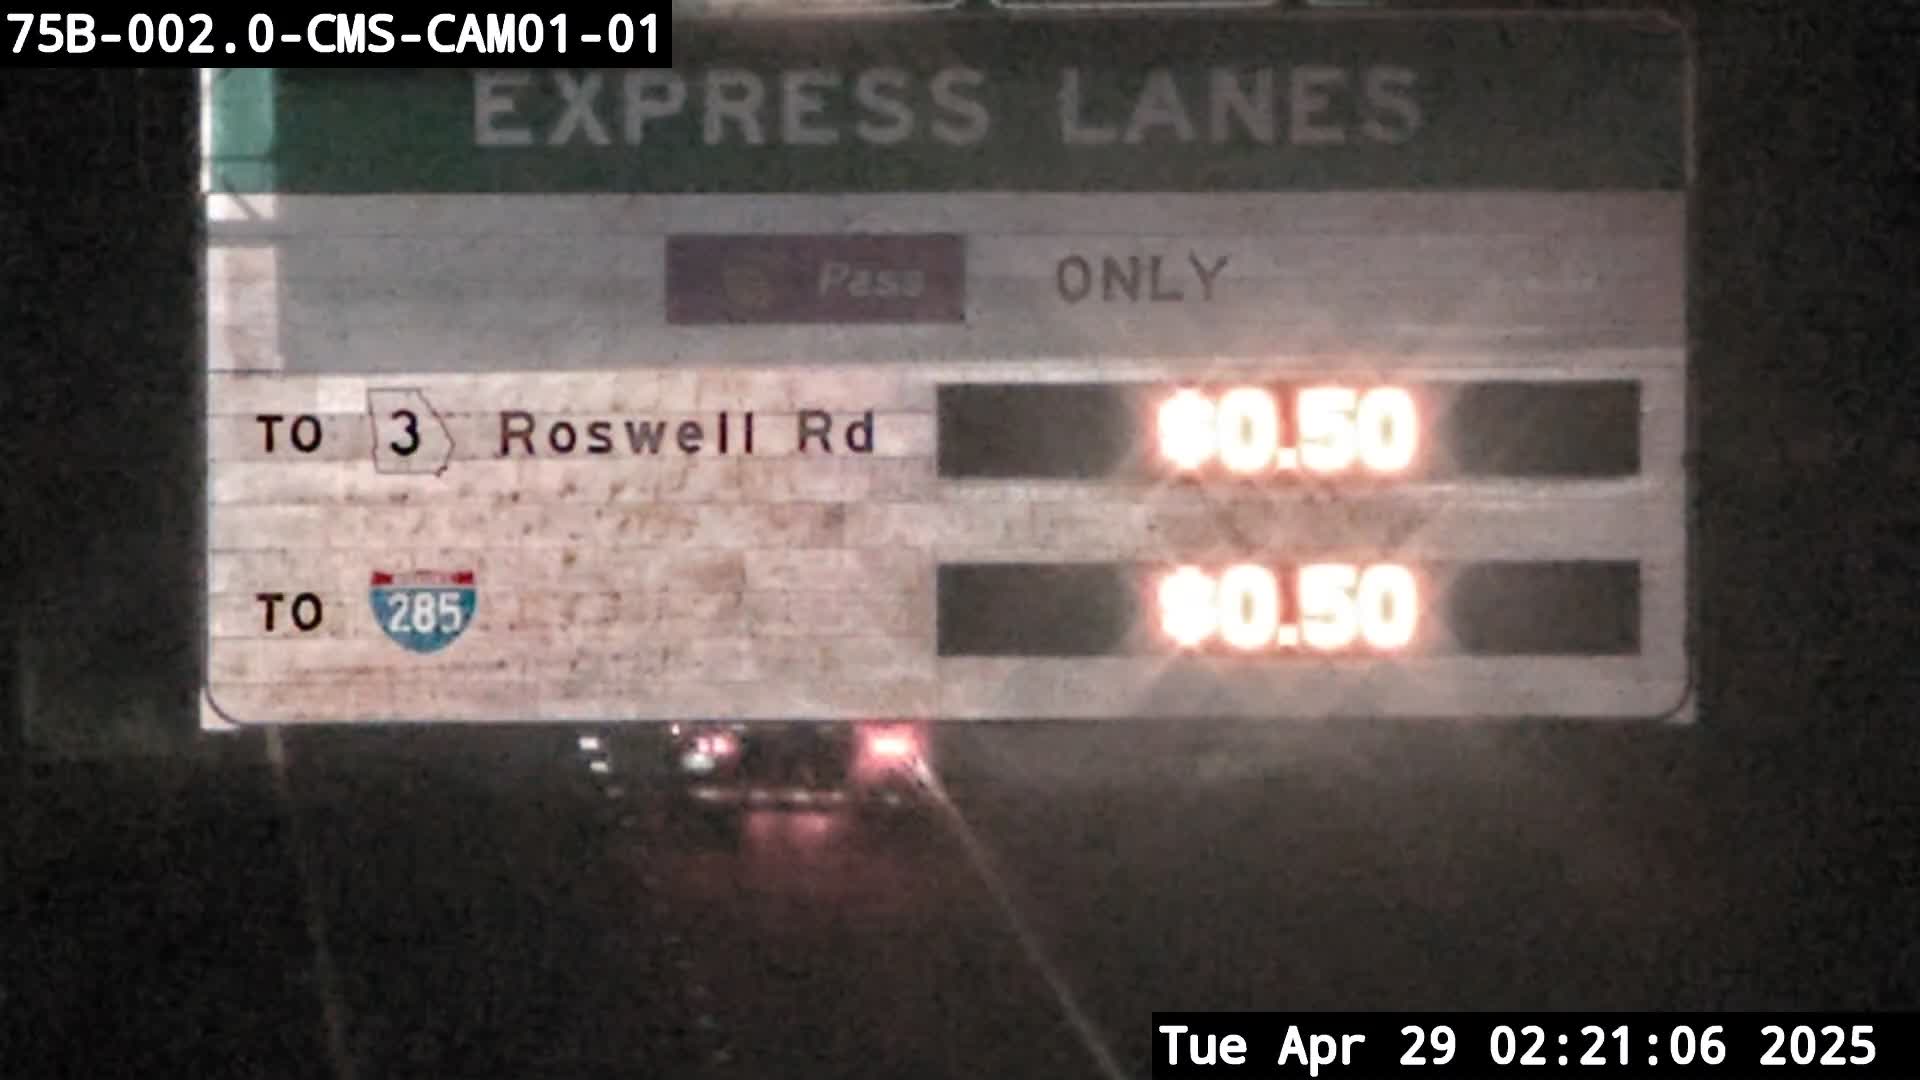 75B-002.0-CMS-CAM01-01
EXPRESS LANES
Pass ONLY
TO 3 Roswell Rd $0.50
TO 285 $0.50
Tue Apr 29 02:21:06 2025